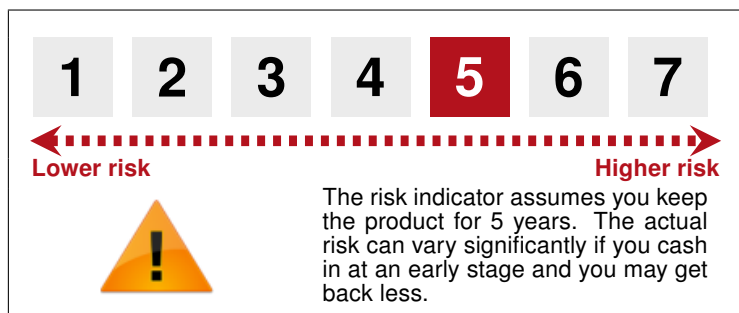 1 2 3 4 5 6 7
Lower risk Higher risk
The risk indicator assumes you keep
the product for 5 years. The actual
risk can vary significantly if you cash
in at an early stage and you may get
back less.